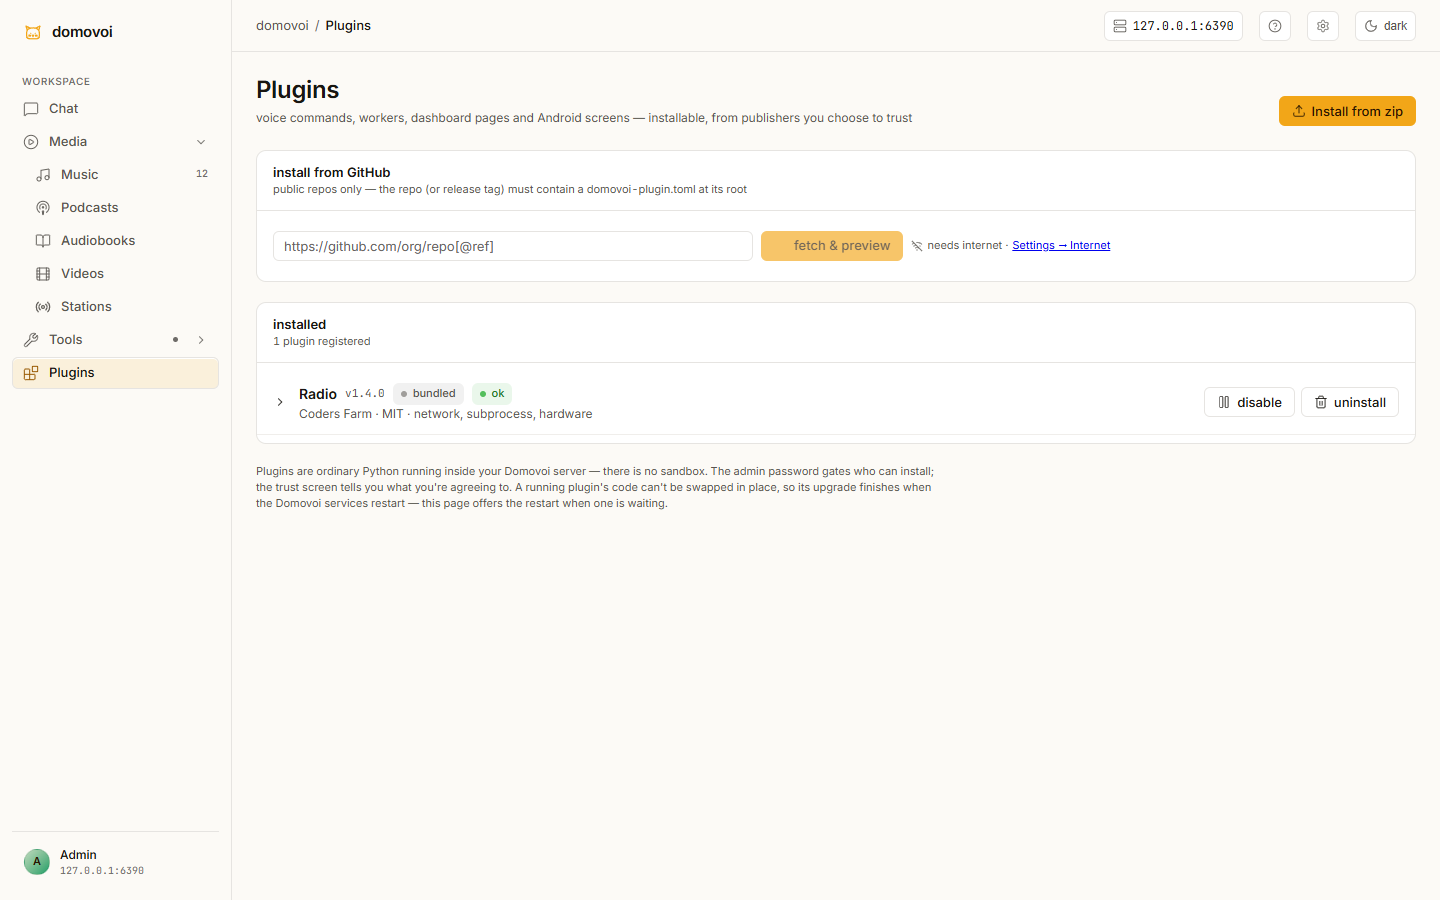 domovoi
WORKSPACE
Chat
Media
Music 12
Podcasts
Audiobooks
Videos
Stations
Tools
Plugins
A
Admin
127.0.0.1:6390
domovoi / Plugins
127.0.0.1:6390
dark
Plugins
voice commands, workers, dashboard pages and Android screens — installable, from publishers you choose to trust
Install from zip
install from GitHub
public repos only — the repo (or release tag) must contain a domovoi-plugin.toml at its root
https://github.com/org/repo[@ref]
fetch & preview
needs internet · Settings → Internet
installed
1 plugin registered
Radio v1.4.0 bundled ok
Coders Farm · MIT · network, subprocess, hardware
disable
uninstall
Plugins are ordinary Python running inside your Domovoi server — there is no sandbox. The admin password gates who can install;
the trust screen tells you what you're agreeing to. A running plugin's code can't be swapped in place, so its upgrade finishes when
the Domovoi services restart — this page offers the restart when one is waiting.